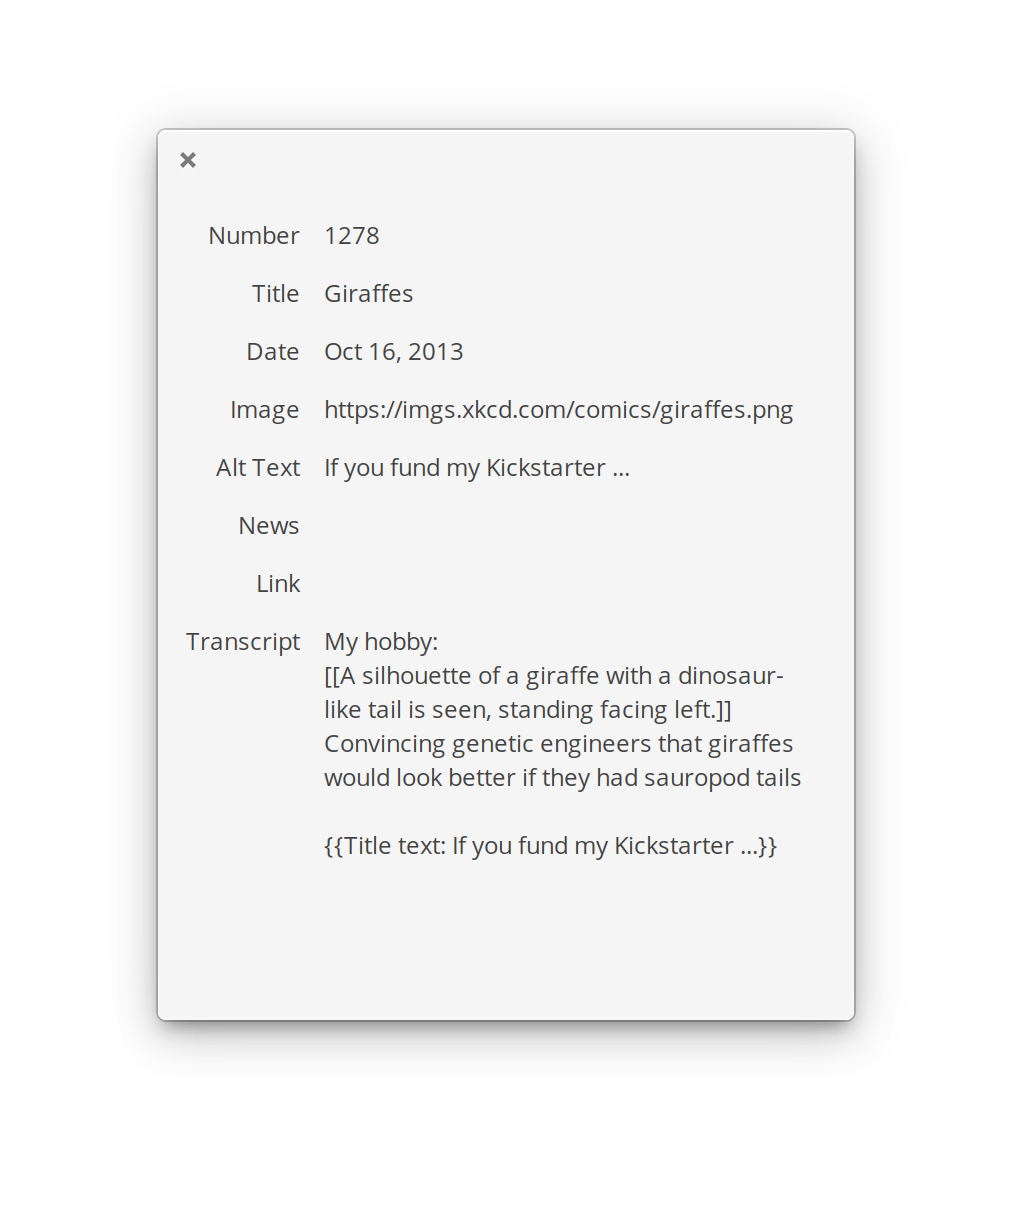 Number 1278
Title Giraffes
Date Oct 16, 2013
Image https://imgs.xkcd.com/comics/giraffes.png
Alt Text If you fund my Kickstarter ...
News
Link
Transcript My hobby:
[[A silhouette of a giraffe with a dinosaur-
like tail is seen, standing facing left.]]
Convincing genetic engineers that giraffes
would look better if they had sauropod tails
{{Title text: If you fund my Kickstarter ...}}